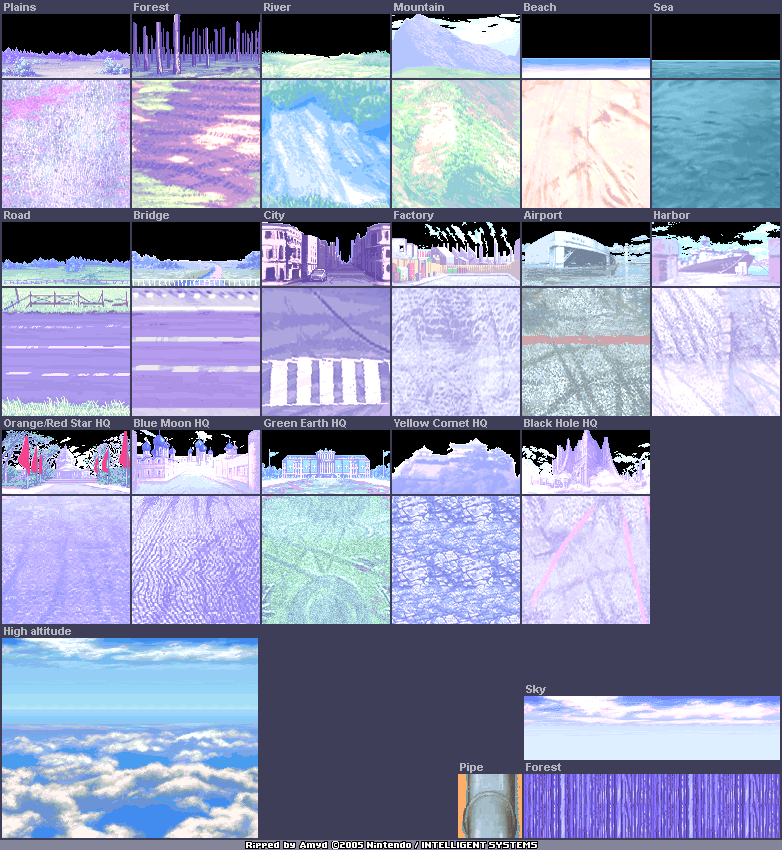 Plains Forest River Mountain Beach Sea
Road Bridge City Factory Airport Harbor
Orange/Red Star HQ Blue Moon HQ Green Earth HQ Yellow Comet HQ Black Hole HQ
High altitude
Sky
Pipe Forest
Ripped by Amyd ©2005 Nintendo / INTELLIGENT SYSTEMS